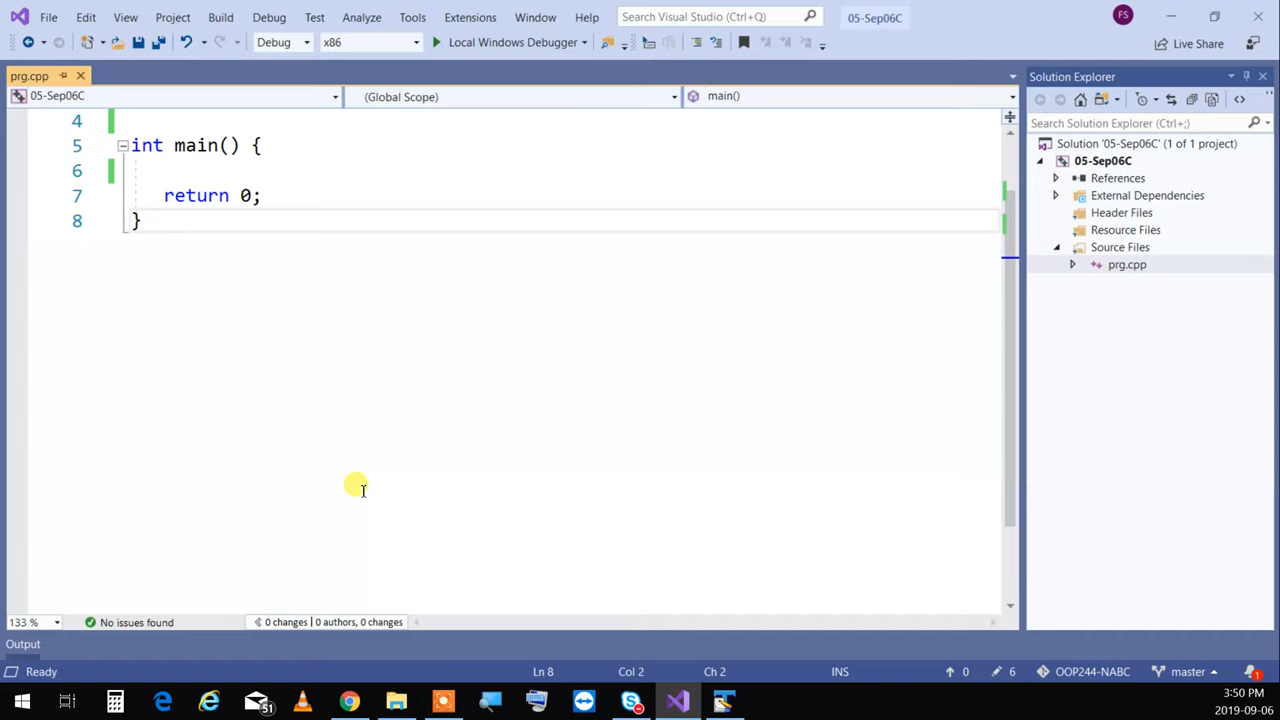 File Edit View Project Build Debug Test Analyze Tools Extensions Window Help Search Visual Studio (Ctrl+Q) 05-Sep06C FS
Debug x86 Local Windows Debugger Live Share
prg.cpp Solution Explorer
05-Sep06C (Global Scope) main()
Search Solution Explorer (Ctrl+;)
4
5 int main() {
6
7 return 0;
8 }
Solution '05-Sep06C' (1 of 1 project)
05-Sep06C
References
External Dependencies
Header Files
Resource Files
Source Files
prg.cpp
133 % No issues found 0 changes | 0 authors, 0 changes
Output
Ready Ln 8 Col 2 Ch 2 INS 0 6 OOP244-NABC master 1
51
3:50 PM
2019-09-06